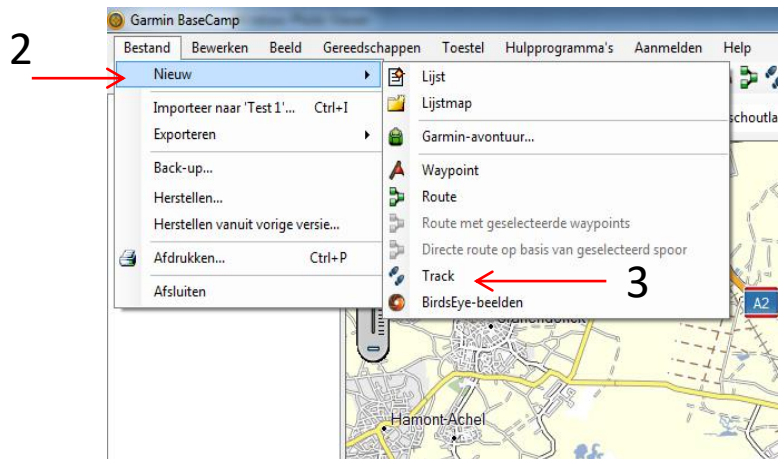 Garmin BaseCamp
2
Bestand Bewerken Beeld Gereedschappen Toestel Hulpprogramma's Aanmelden Help
Nieuw
Importeer naar 'Test 1'... Ctrl+I
Exporteren
Back-up...
Herstellen...
Herstellen vanuit vorige versie...
Afdrukken... Ctrl+P
Afsluiten
Lijst
Lijstmap
Garmin-avontuur...
Waypoint
Route
Route met geselecteerde waypoints
Directe route op basis van geselecteerd spoor
Track
3
BirdsEye-beelden
A2
Hamont-Achel